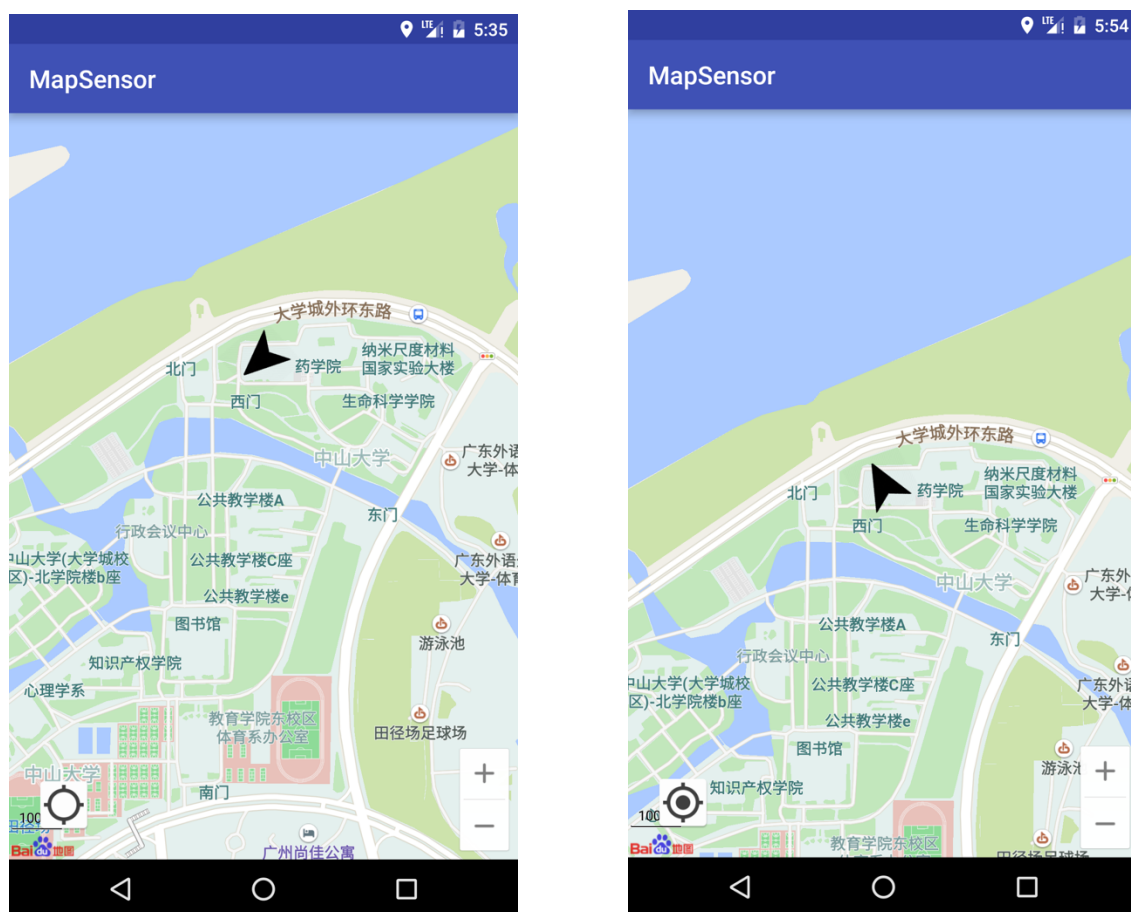 LTE 5:35
MapSensor
大学城外环东路
纳米尺度材料
国家实验大楼
北门
药学院
西门
生命科学学院
中山大学
广东外语
大学-体
公共教学楼A
东门
行政会议中心
中山大学(大学城校
区)-北学院楼b座
公共教学楼C座
广东外语
大学-体育
公共教学楼e
图书馆
游泳池
知识产权学院
心理学系
教育学院东校区
体育系办公室
田径场足球场
中山大学
南门
100
Bai du 地图
广州尚佳公寓
LTE 5:54
MapSensor
大学城外环东路
纳米尺度材料
国家实验大楼
北门
药学院
西门
生命科学学院
中山大学
广东外
大学-体
公共教学楼A
东门
行政会议中心
中山大学(大学城校
区)-北学院楼b座
公共教学楼C座
广东外语
大学-体
公共教学楼e
图书馆
游泳池
知识产权学院
100
教育学院东校区
Bai du 地图
田径场足球场